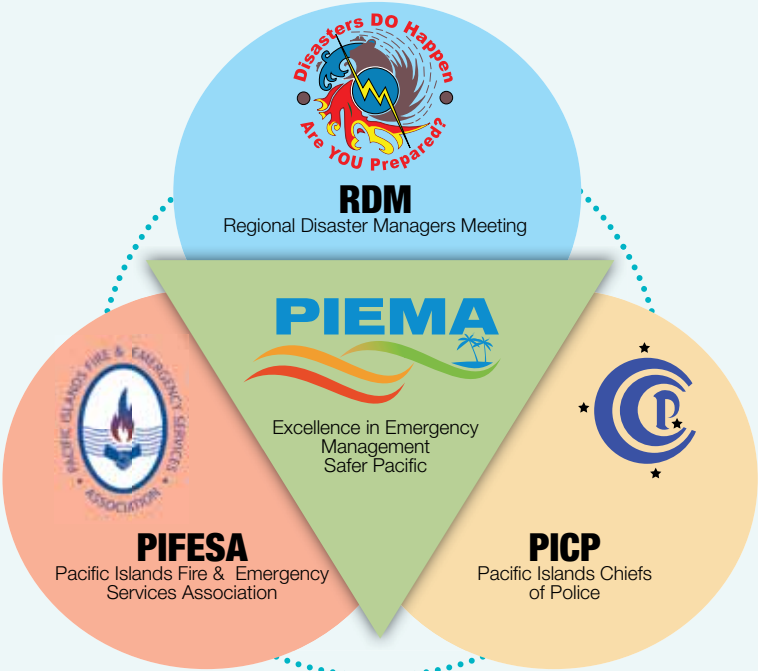 Disasters DO Happen
Are YOU Prepared?
RDM
Regional Disaster Managers Meeting
PIEMA
Excellence in Emergency
Management
Safer Pacific
PACIFIC ISLANDS FIRE & EMERGENCY SERVICES
ASSOCIATION
PIFESA
Pacific Islands Fire & Emergency
Services Association
P
PICP
Pacific Islands Chiefs
of Police